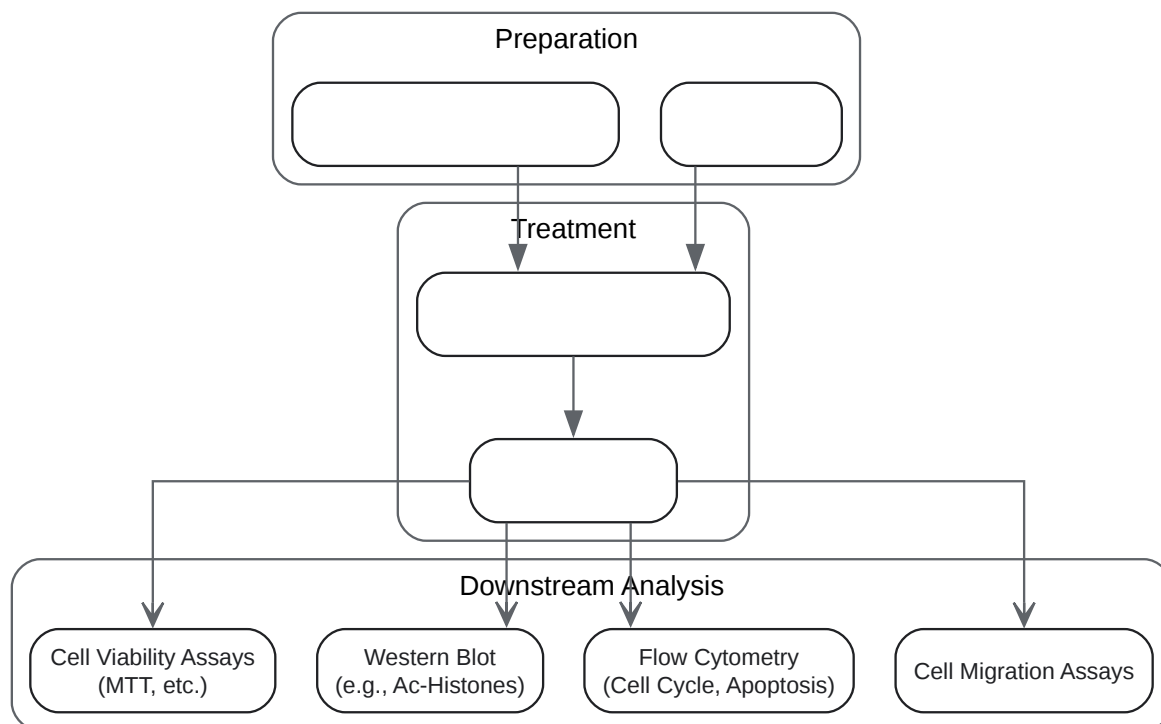 Preparation
Treatment
Downstream Analysis
Cell Viability Assays
(MTT, etc.)
Western Blot
(e.g., Ac-Histones)
Flow Cytometry
(Cell Cycle, Apoptosis)
Cell Migration Assays